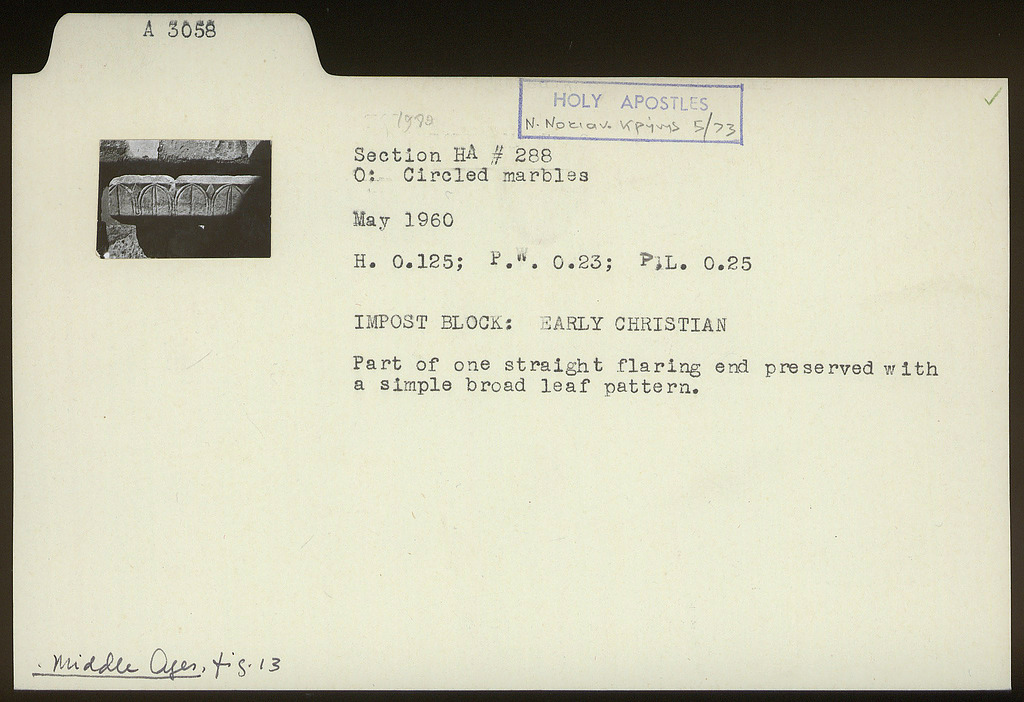 A 3058
HOLY APOSTLES
Ν. Νοτιαν. Κρήνης 5/73
Section HA # 288
O: Circled marbles
May 1960
H. 0.125; P.W. 0.23; P.L. 0.25
IMPOST BLOCK: EARLY CHRISTIAN
Part of one straight flaring end preserved with
a simple broad leaf pattern.
Middle Ages, fig. 13